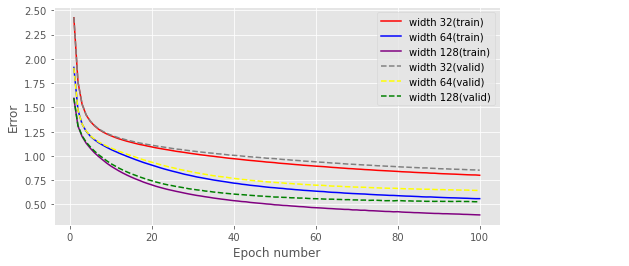 2.50
2.25
2.00
1.75
1.50
1.25
1.00
0.75
0.50
Error
width 32(train)
width 64(train)
width 128(train)
width 32(valid)
width 64(valid)
width 128(valid)
0 20 40 60 80 100
Epoch number